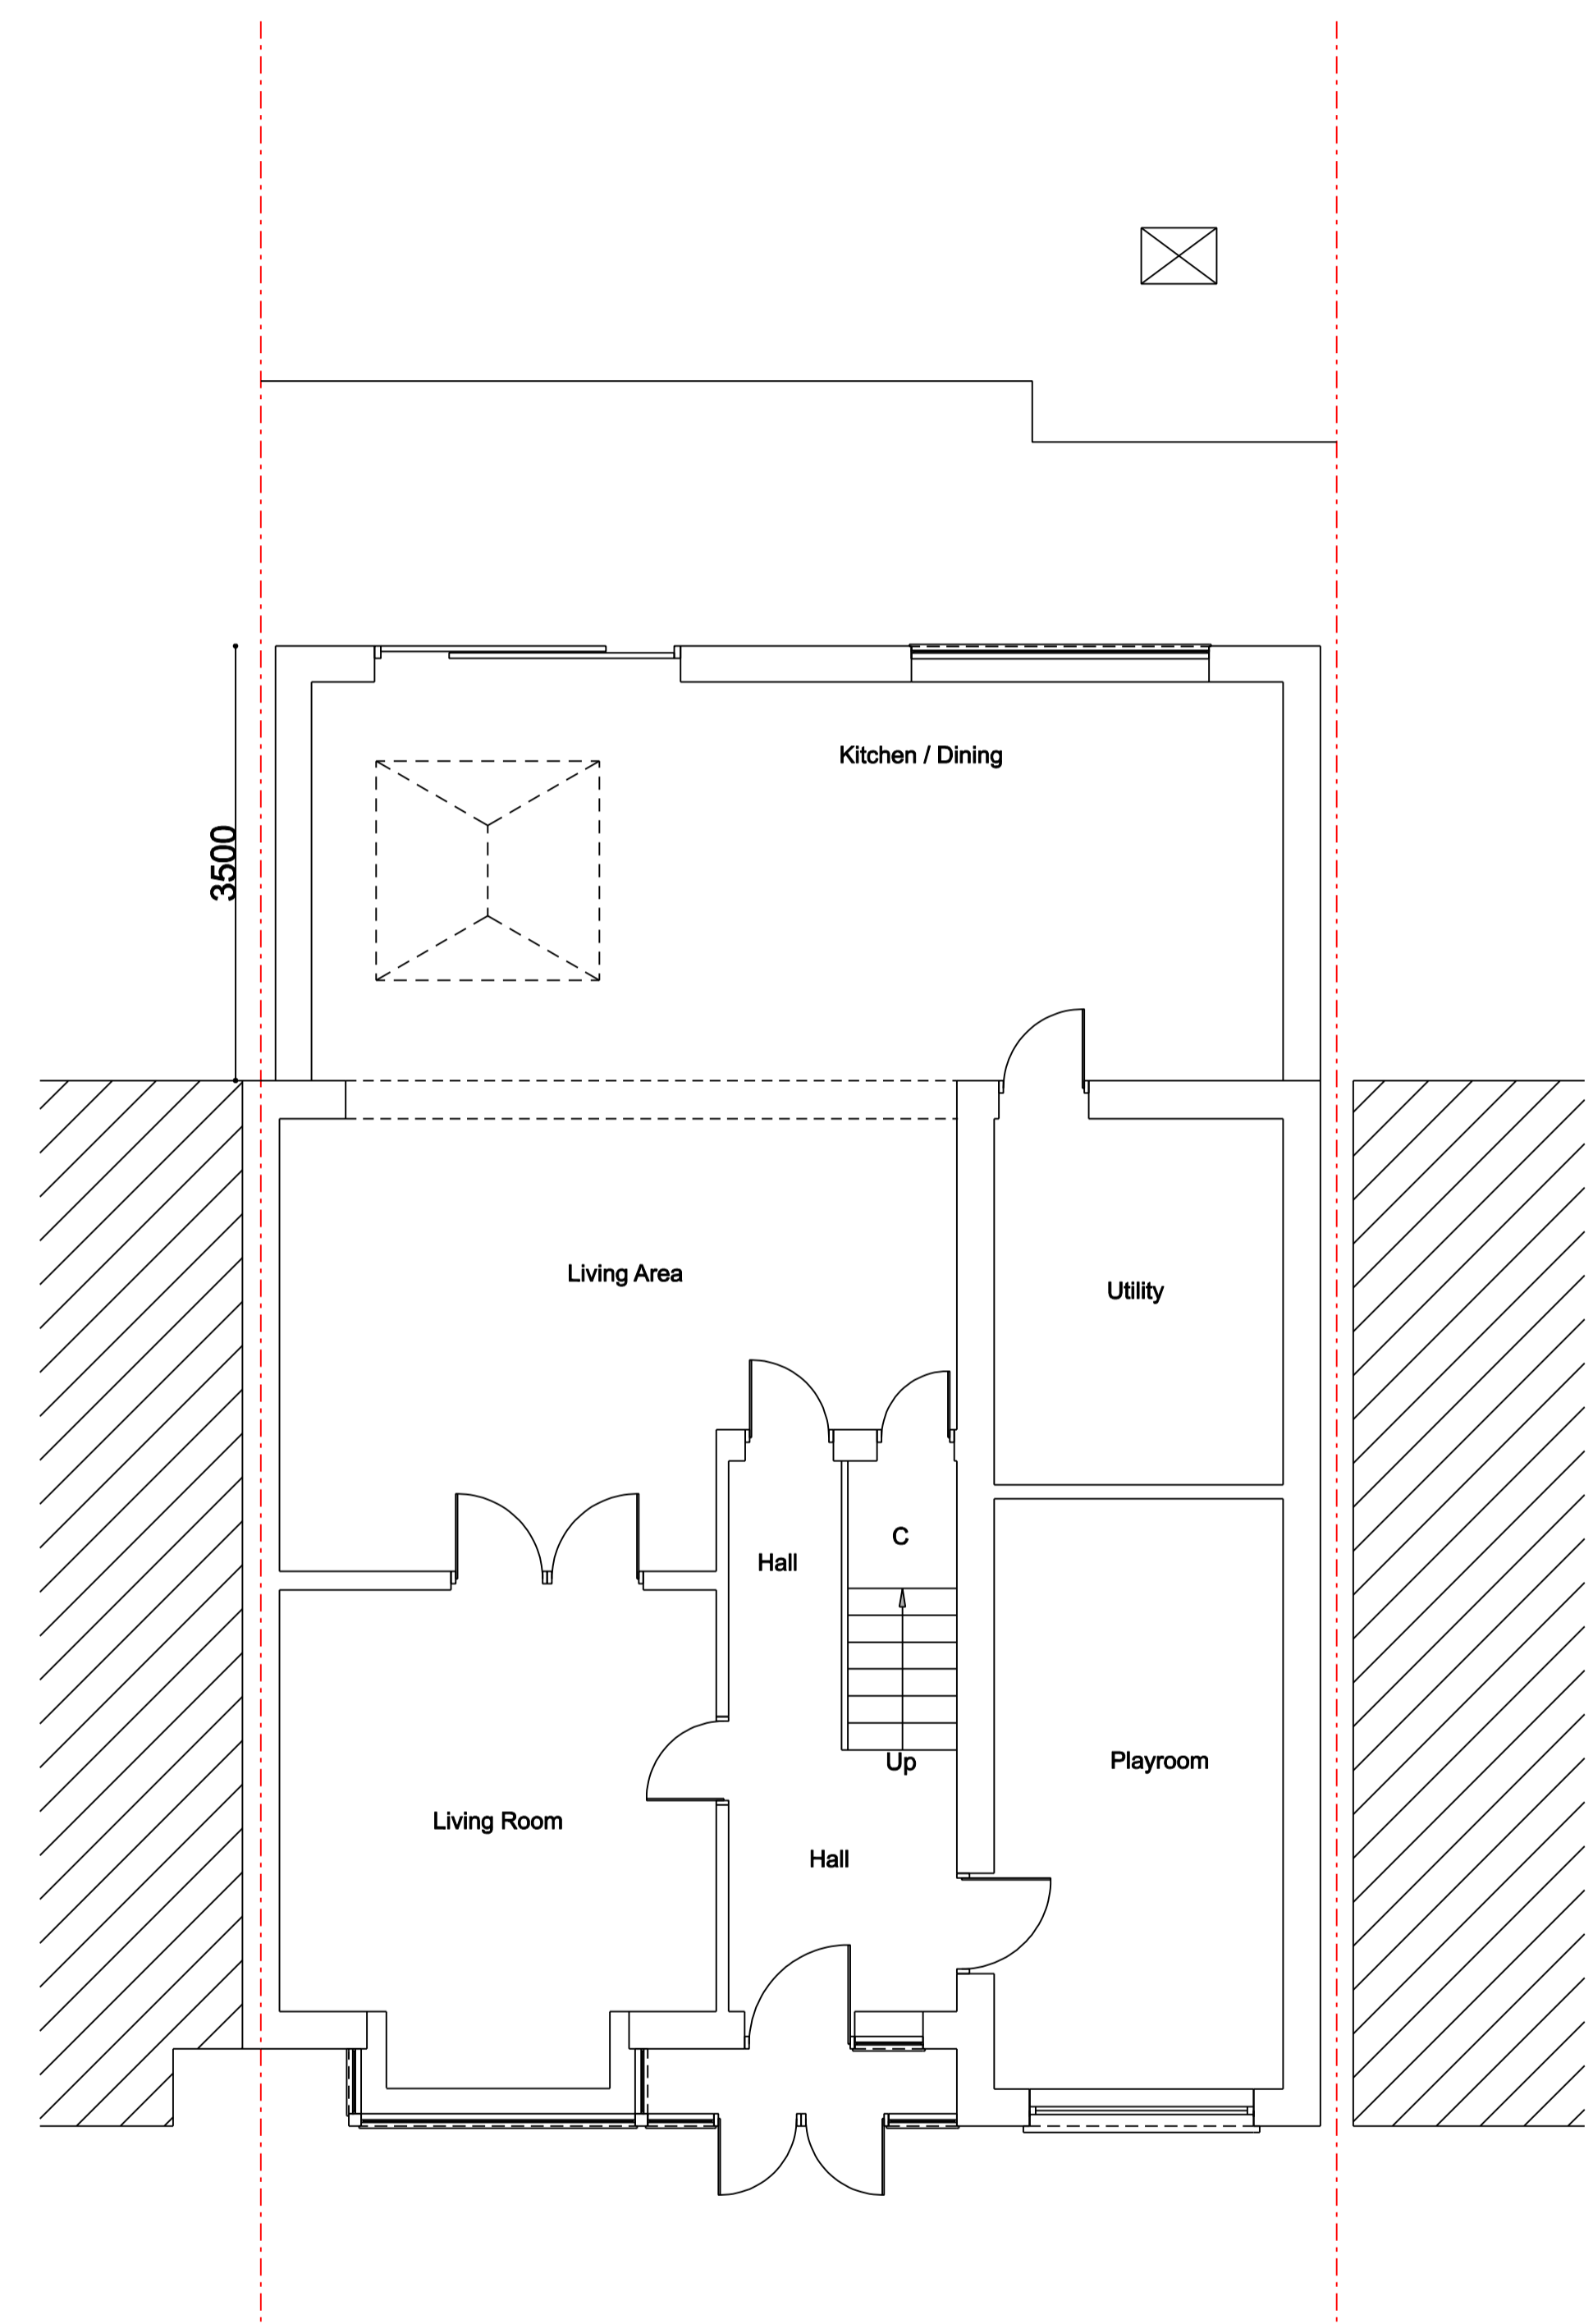 Kitchen / Dining
3500
Living Area
Utility
C
Hall
Up
Playroom
Living Room
Hall